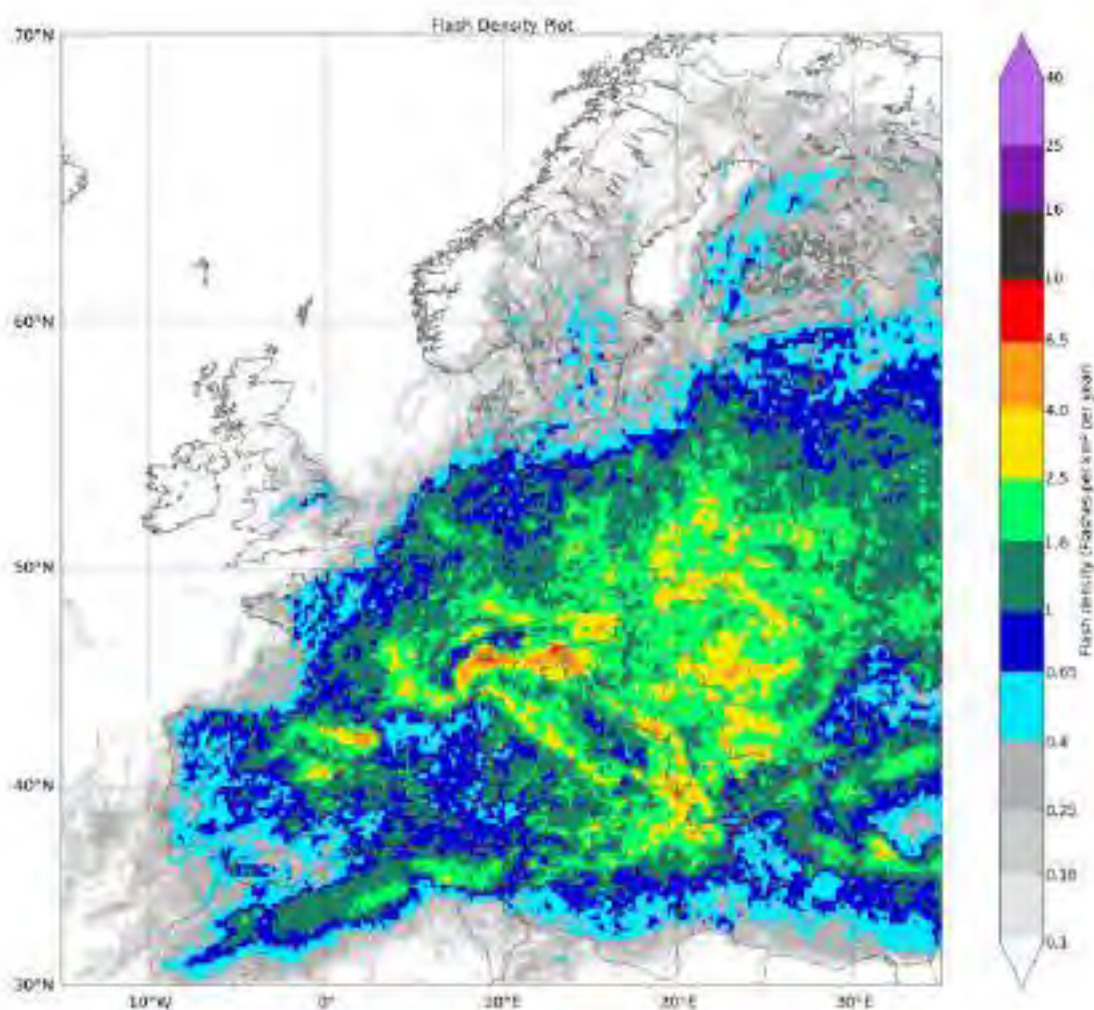 Flash Density Plot
70°N
60°N
50°N
40°N
30°N
10°W
0°
10°E
20°E
30°E
40
25
16
10
6.5
4.0
2.5
1.6
1
0.65
0.4
0.25
0.16
0.1
Flash density (Flashes per km² per year)